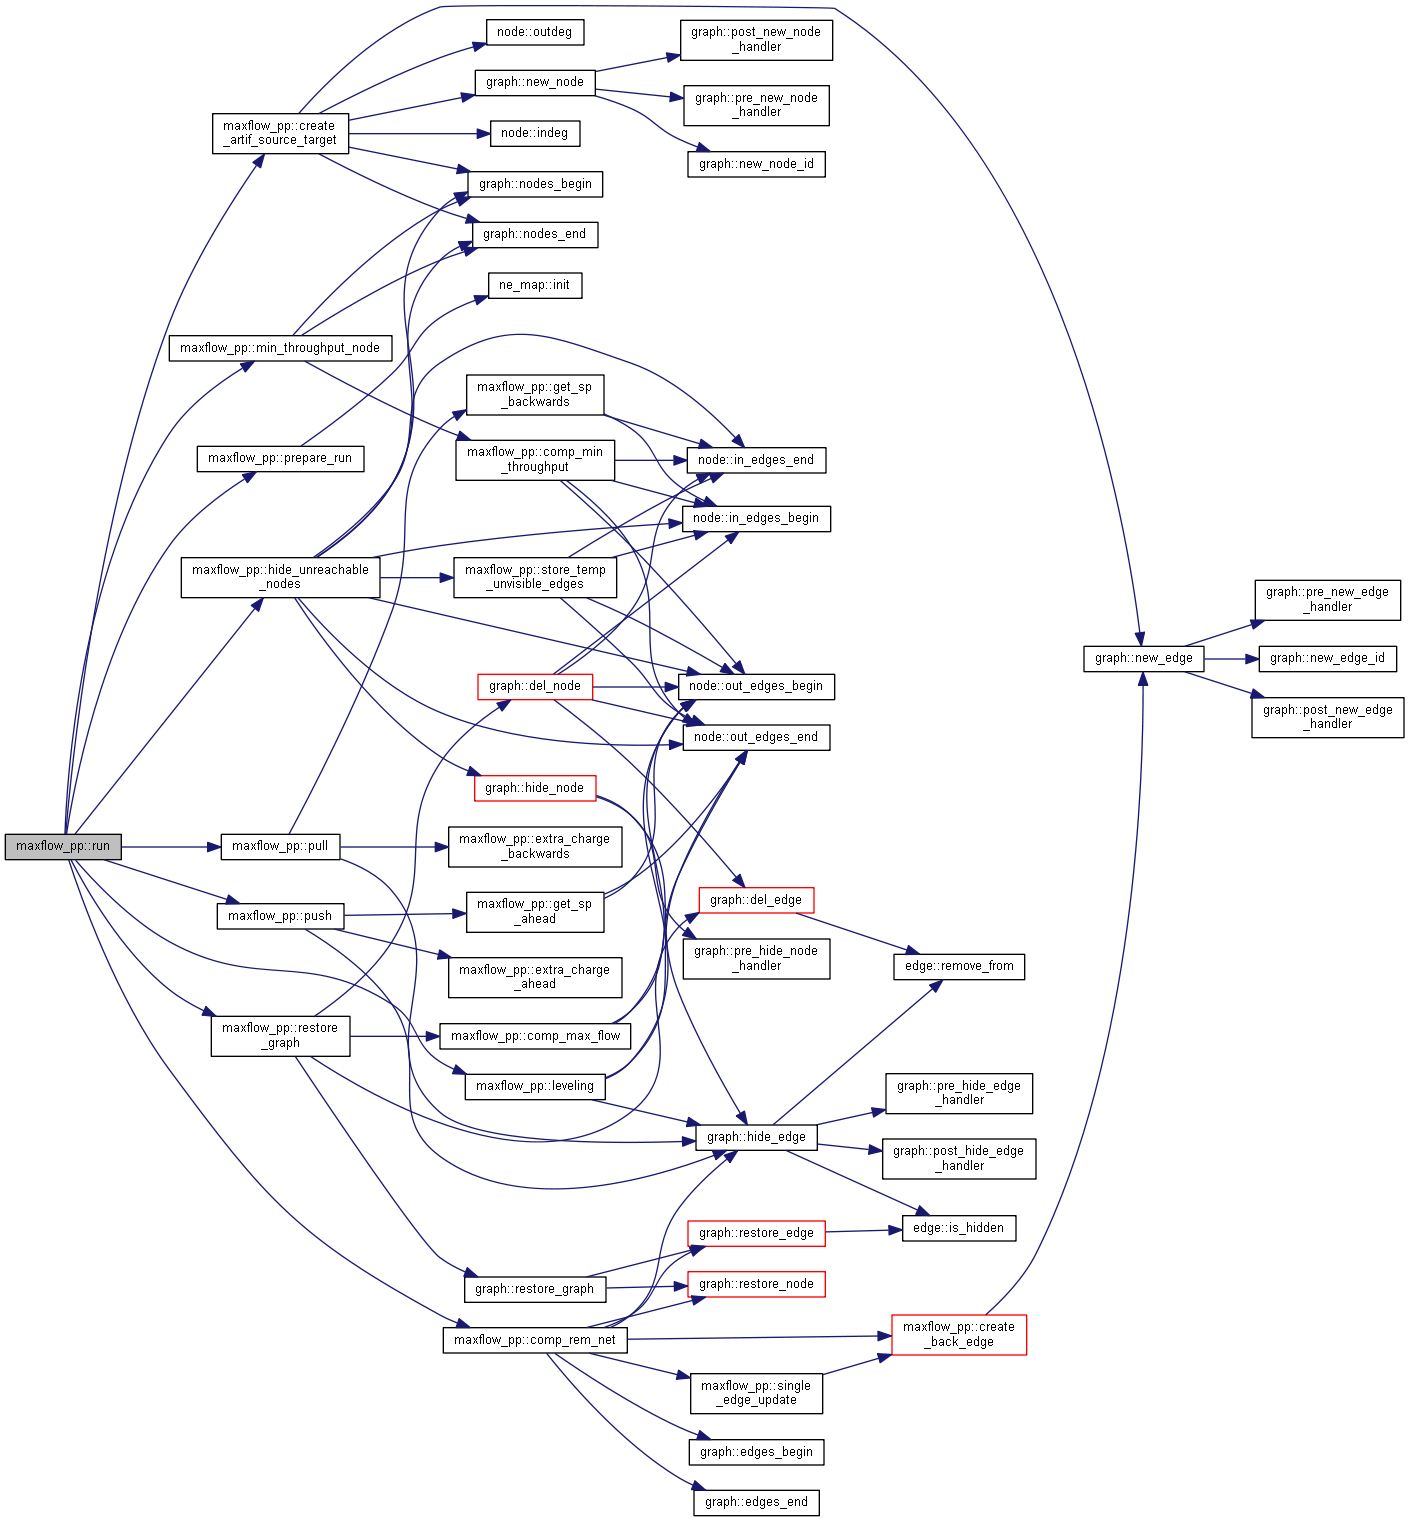 maxflow_pp::run
maxflow_pp::create
_artif_source_target
maxflow_pp::min_throughput_node
maxflow_pp::prepare_run
maxflow_pp::hide_unreachable
_nodes
maxflow_pp::pull
maxflow_pp::push
maxflow_pp::restore
_graph
node::outdeg
graph::new_node
node::indeg
graph::nodes_begin
graph::nodes_end
ne_map::init
maxflow_pp::get_sp
_backwards
maxflow_pp::comp_min
_throughput
maxflow_pp::store_temp
_unvisible_edges
graph::del_node
graph::hide_node
maxflow_pp::extra_charge
_backwards
maxflow_pp::get_sp
_ahead
maxflow_pp::extra_charge
_ahead
maxflow_pp::comp_max_flow
maxflow_pp::leveling
graph::restore_graph
maxflow_pp::comp_rem_net
graph::post_new_node
_handler
graph::pre_new_node
_handler
graph::new_node_id
node::in_edges_end
node::in_edges_begin
node::out_edges_begin
node::out_edges_end
graph::del_edge
graph::pre_hide_node
_handler
graph::hide_edge
graph::restore_edge
graph::restore_node
maxflow_pp::single
_edge_update
graph::edges_begin
graph::edges_end
edge::remove_from
graph::pre_hide_edge
_handler
graph::post_hide_edge
_handler
edge::is_hidden
maxflow_pp::create
_back_edge
graph::new_edge
graph::pre_new_edge
_handler
graph::new_edge_id
graph::post_new_edge
_handler